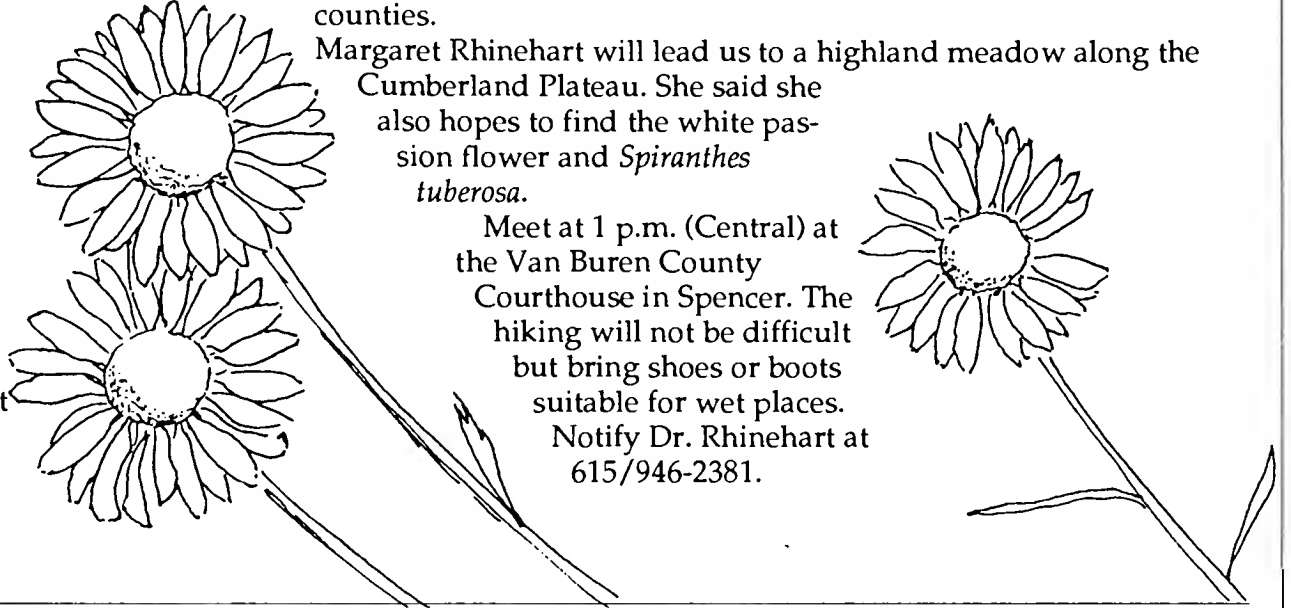 counties.
Margaret Rhinehart will lead us to a highland meadow along the
Cumberland Plateau. She said she
also hopes to find the white pas-
sion flower and Spiranthes
tuberosa.
Meet at 1 p.m. (Central) at
the Van Buren County
Courthouse in Spencer. The
hiking will not be difficult
but bring shoes or boots
t
suitable for wet places.
Notify Dr. Rhinehart at
615/946-2381.